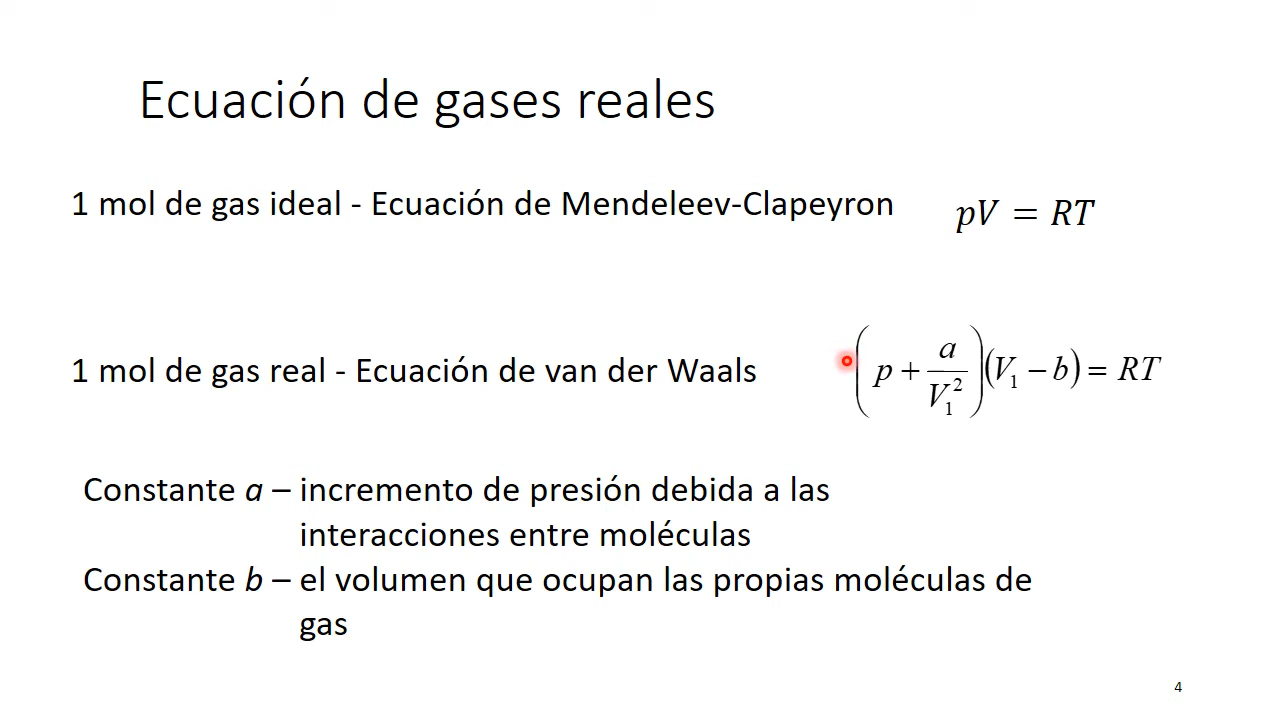 Ecuación de gases reales
1 mol de gas ideal - Ecuación de Mendeleev-Clapeyron pV = RT
1 mol de gas real - Ecuación de van der Waals (p + a/V₁²)(V₁ − b) = RT
Constante a – incremento de presión debida a las
interacciones entre moléculas
Constante b – el volumen que ocupan las propias moléculas de
gas
4